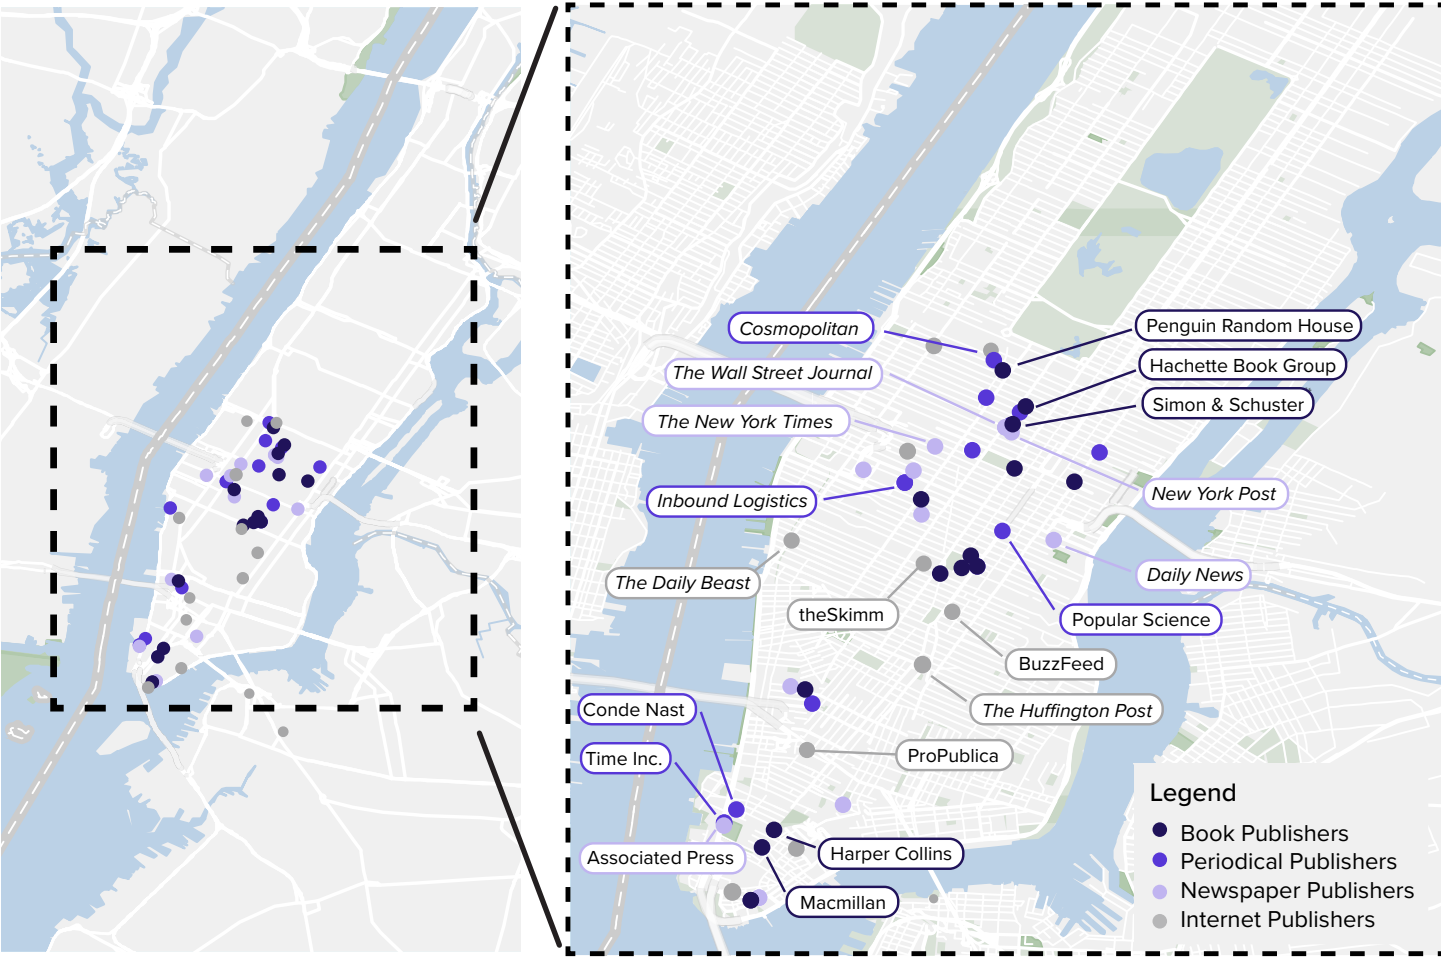 Cosmopolitan
Penguin Random House
The Wall Street Journal
Hachette Book Group
Simon & Schuster
The New York Times
Inbound Logistics
New York Post
The Daily Beast
Daily News
theSkimm
Popular Science
BuzzFeed
Conde Nast
The Huffington Post
Time Inc.
ProPublica
Associated Press
Harper Collins
Macmillan
Legend
Book Publishers
Periodical Publishers
Newspaper Publishers
Internet Publishers